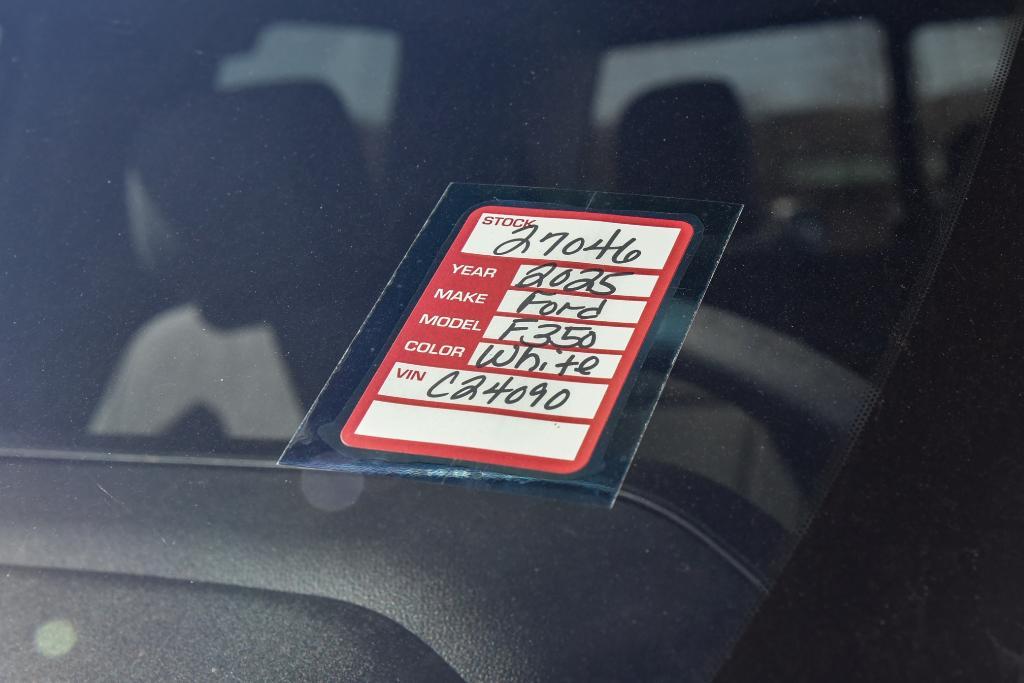 STOCK
27046
YEAR 2025
MAKE Ford
MODEL F350
COLOR White
VIN C24090